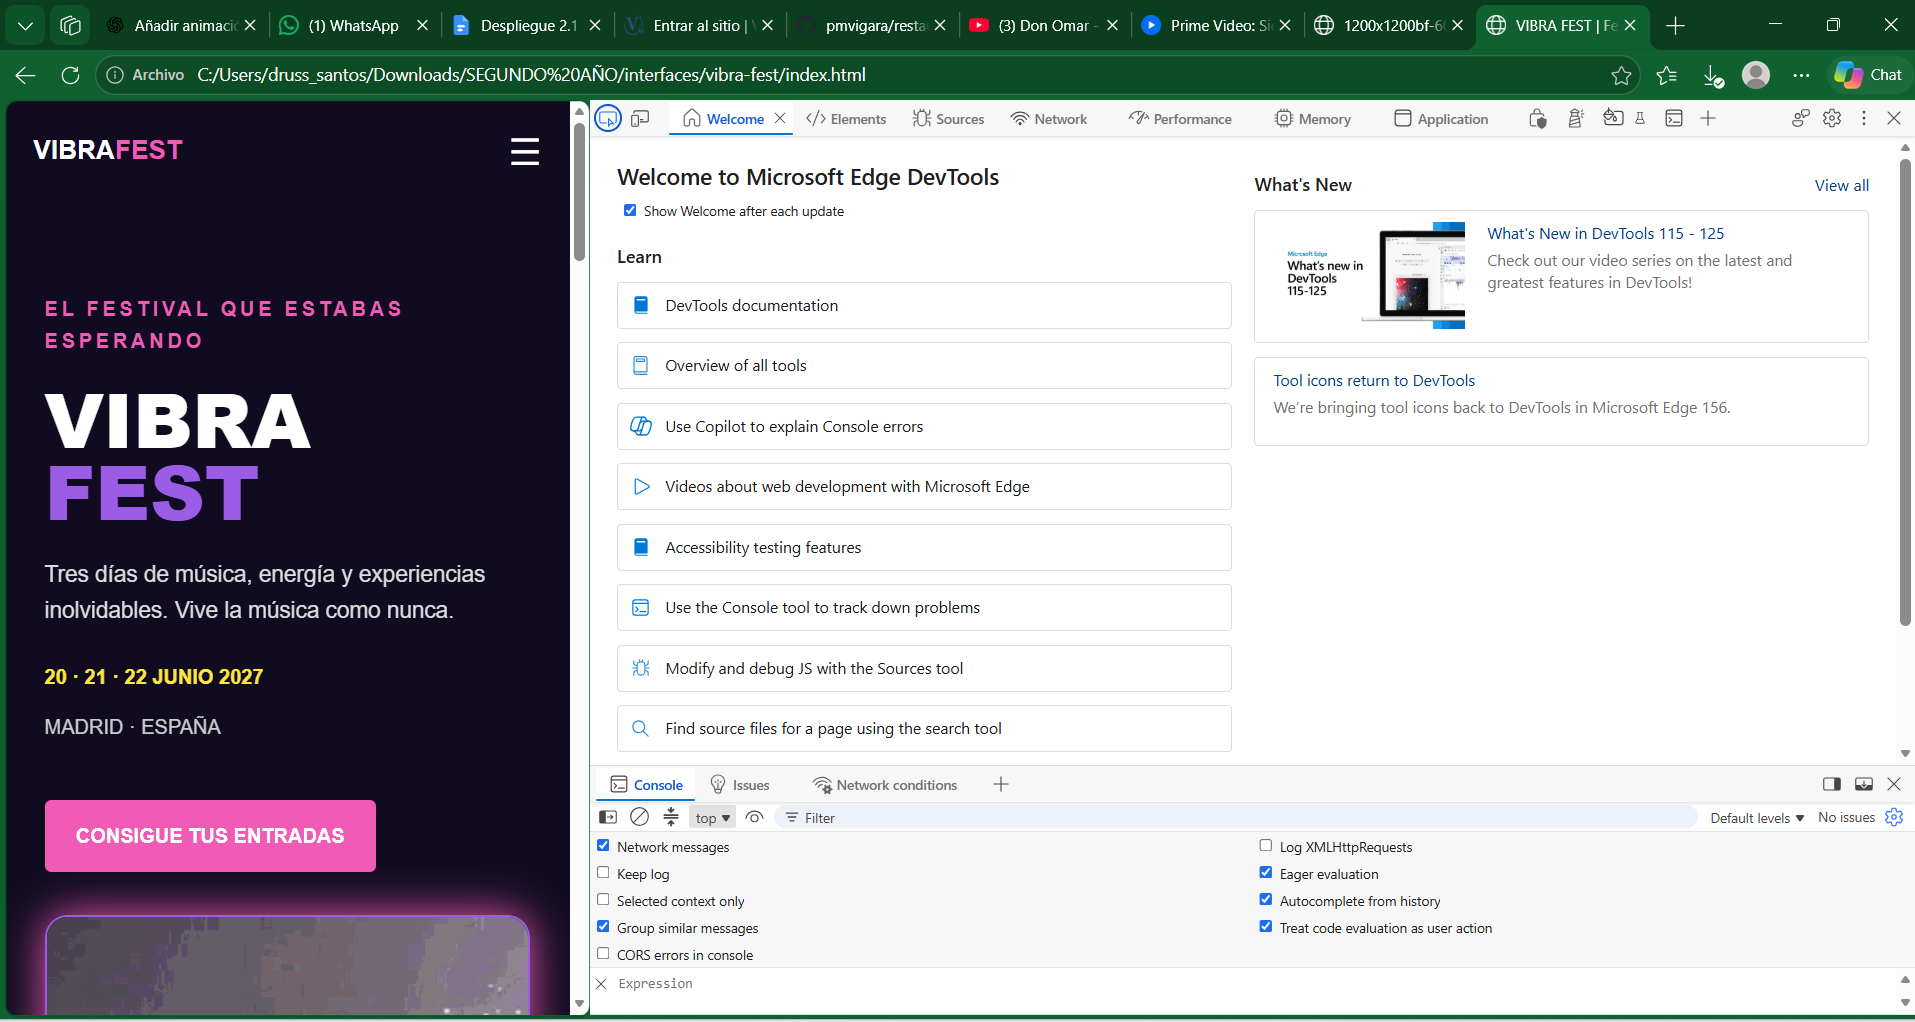 Añadir animació
(1) WhatsApp
Despliegue 2.1
Entrar al sitio |
pmvigara/resta
(3) Don Omar -
Prime Video: Si
1200x1200bf-6
VIBRA FEST | Fe
Archivo C:/Users/druss_santos/Downloads/SEGUNDO%20AÑO/interfaces/vibra-fest/index.html
Chat
VIBRAFEST
EL FESTIVAL QUE ESTABAS
ESPERANDO
VIBRA
FEST
Tres días de música, energía y experiencias
inolvidables. Vive la música como nunca.
20 · 21 · 22 JUNIO 2027
MADRID · ESPAÑA
CONSIGUE TUS ENTRADAS
Welcome
Elements
Sources
Network
Performance
Memory
Application
Welcome to Microsoft Edge DevTools
Show Welcome after each update
Learn
DevTools documentation
Overview of all tools
Use Copilot to explain Console errors
Videos about web development with Microsoft Edge
Accessibility testing features
Use the Console tool to track down problems
Modify and debug JS with the Sources tool
Find source files for a page using the search tool
What's New
View all
Microsoft Edge
What's new in
DevTools
115-125
What's New in DevTools 115 - 125
Check out our video series on the latest and
greatest features in DevTools!
Tool icons return to DevTools
We're bringing tool icons back to DevTools in Microsoft Edge 156.
Console
Issues
Network conditions
top
Filter
Default levels
No issues
Network messages
Keep log
Selected context only
Group similar messages
CORS errors in console
Log XMLHttpRequests
Eager evaluation
Autocomplete from history
Treat code evaluation as user action
Expression